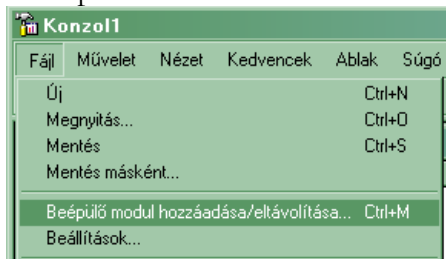 Konzol1
Fájl Művelet Nézet Kedvencek Ablak Súgó
Új Ctrl+N
Megnyitás... Ctrl+O
Mentés Ctrl+S
Mentés másként...
Beépülő modul hozzáadása/eltávolítása... Ctrl+M
Beállítások...